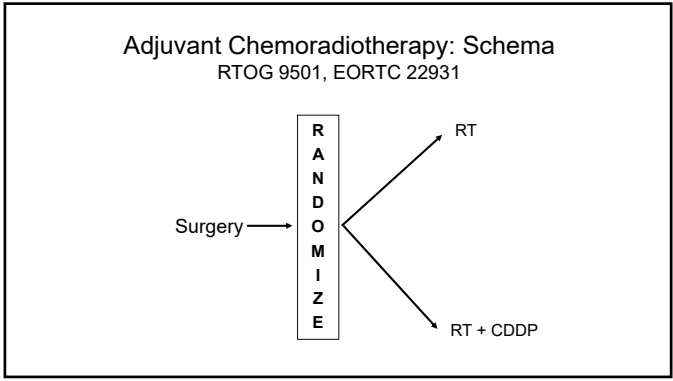 Adjuvant Chemoradiotherapy: Schema
RTOG 9501, EORTC 22931
Surgery
R
A
N
D
O
M
I
Z
E
RT
RT + CDDP